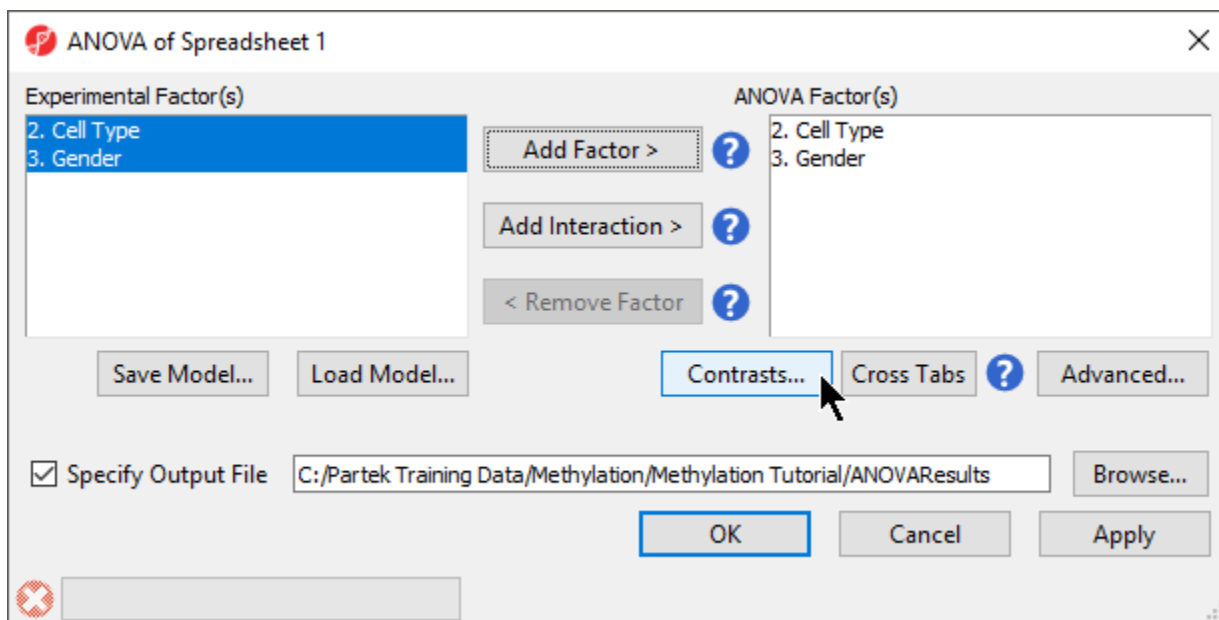 ANOVA of Spreadsheet 1
Experimental Factor(s)
ANOVA Factor(s)
2. Cell Type
3. Gender
Add Factor >
?
2. Cell Type
3. Gender
Add Interaction >
?
< Remove Factor
?
Save Model...
Load Model...
Contrasts...
Cross Tabs
?
Advanced...
Specify Output File
C:/Partek Training Data/Methylation/Methylation Tutorial/ANOVAResults
Browse...
OK
Cancel
Apply